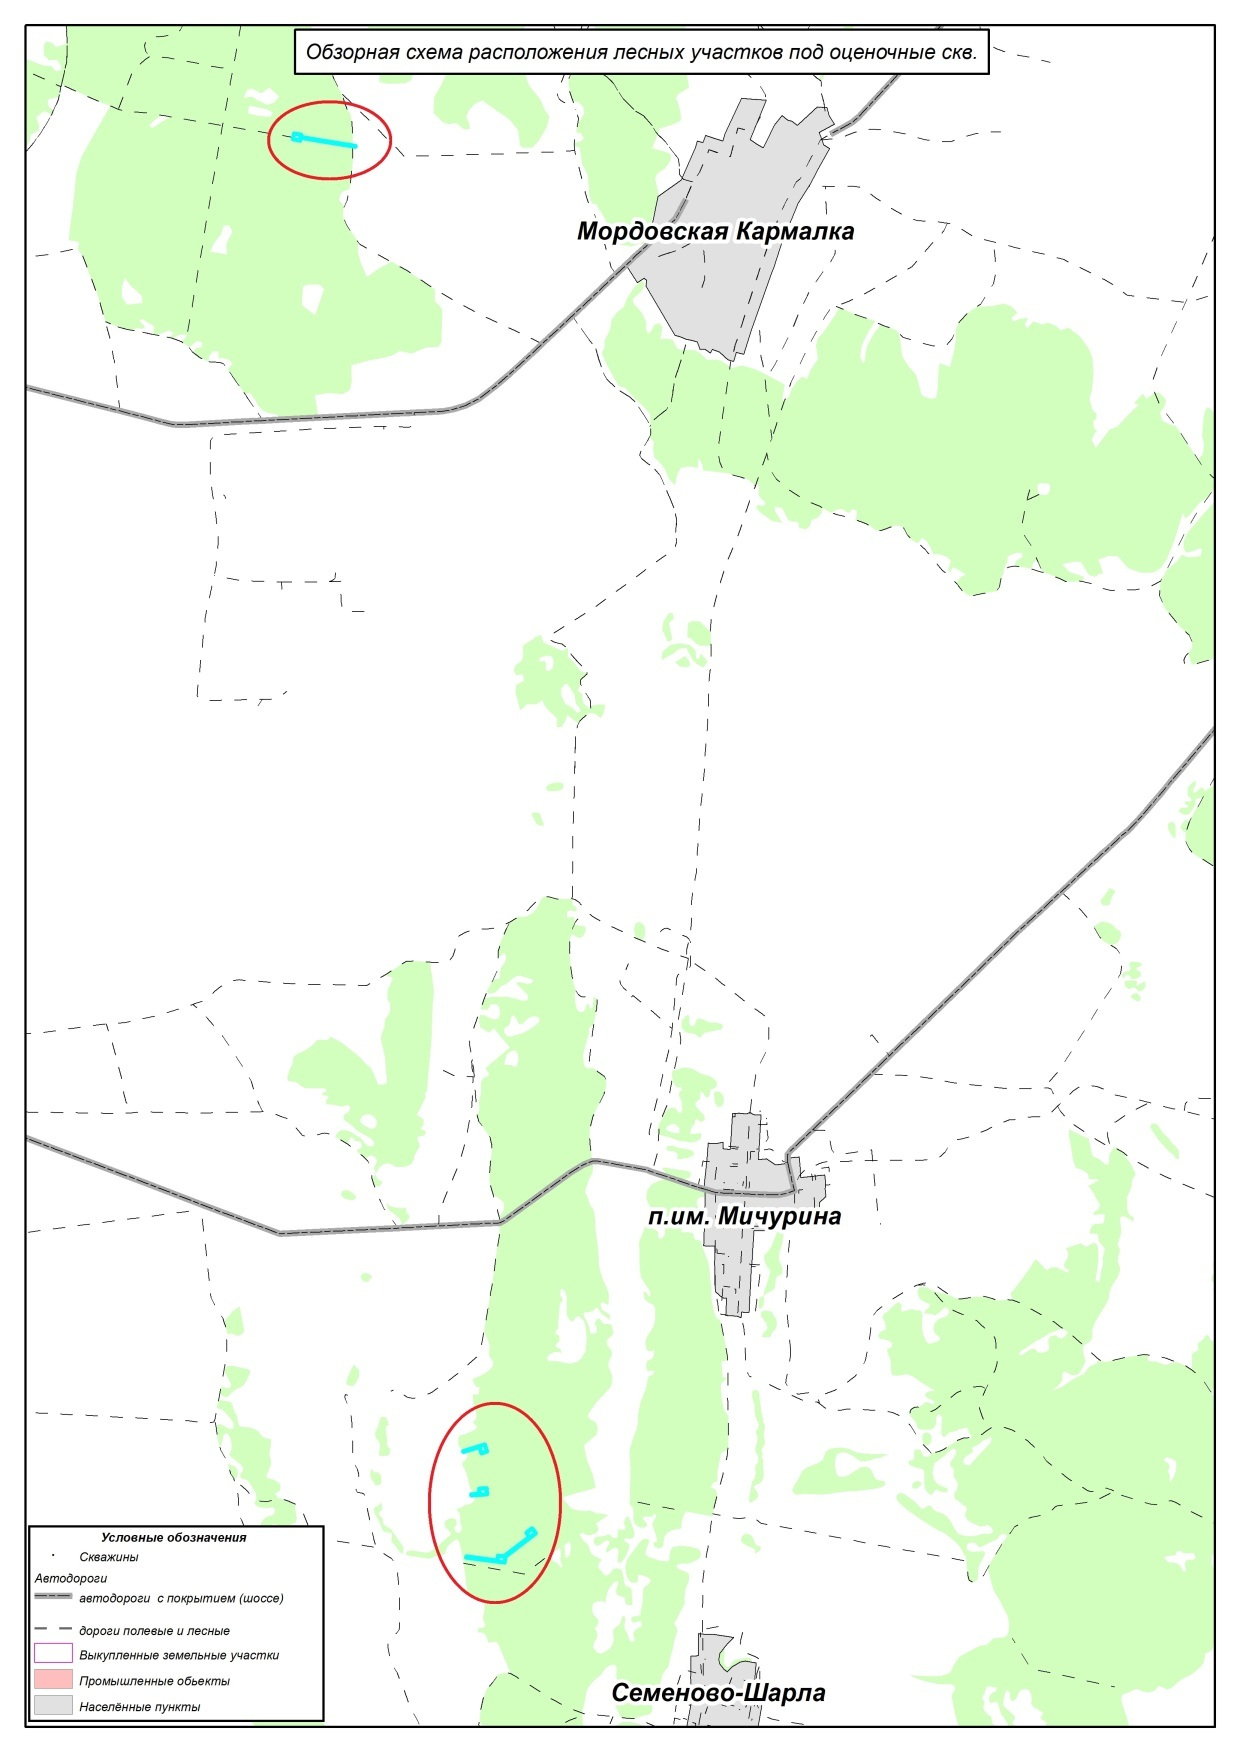 Обзорная схема расположения лесных участков под оценочные скв.
Мордовская Кармалка
п.им. Мичурина
Семеново-Шарла
Условные обозначения
Скважины
Автодороги
автодороги с покрытием (шоссе)
дороги полевые и лесные
Выкупленные земельные участки
Промышленные обьекты
Населённые пункты